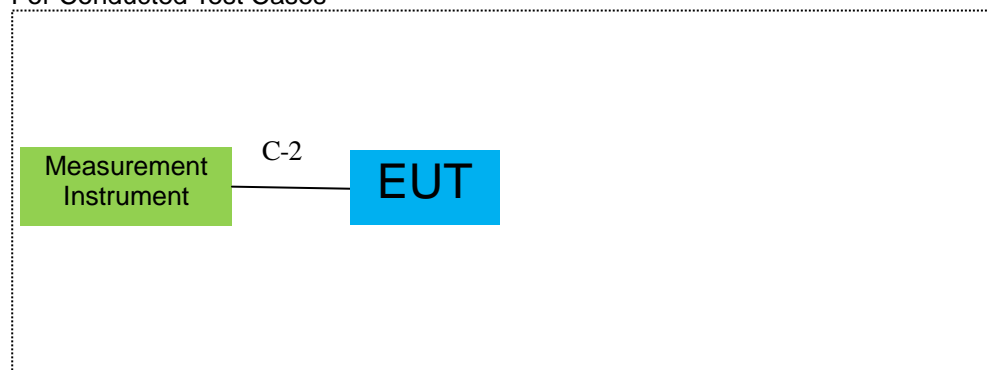 For Conducted Test Cases
C-2
Measurement
Instrument
EUT